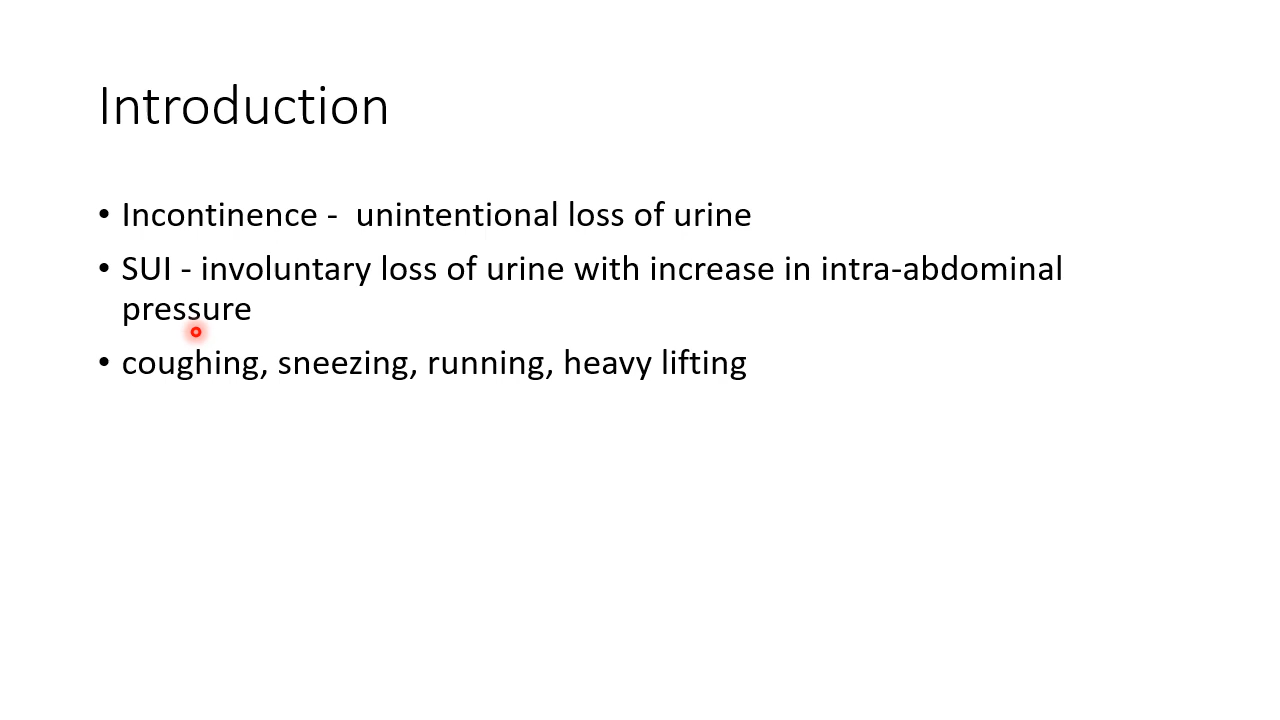 Introduction
• Incontinence -  unintentional loss of urine
• SUI - involuntary loss of urine with increase in intra-abdominal
pressure
• coughing, sneezing, running, heavy lifting